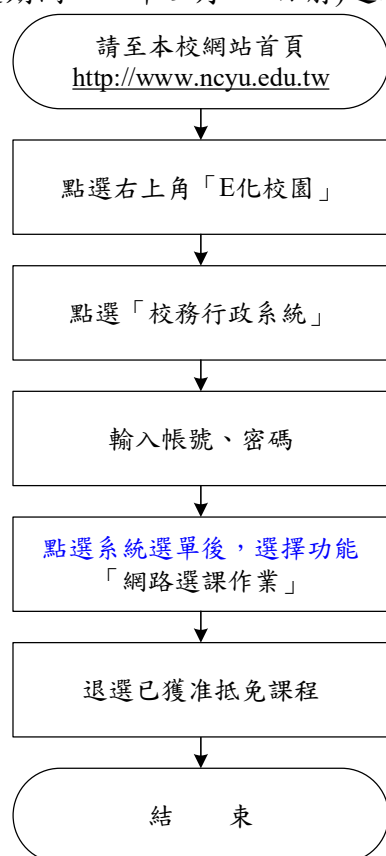 請至本校網站首頁
http://www.ncyu.edu.tw
點選右上角「E化校園」
點選「校務行政系統」
輸入帳號、密碼
點選系統選單後，選擇功能
「網路選課作業」
退選已獲准抵免課程
結　　束